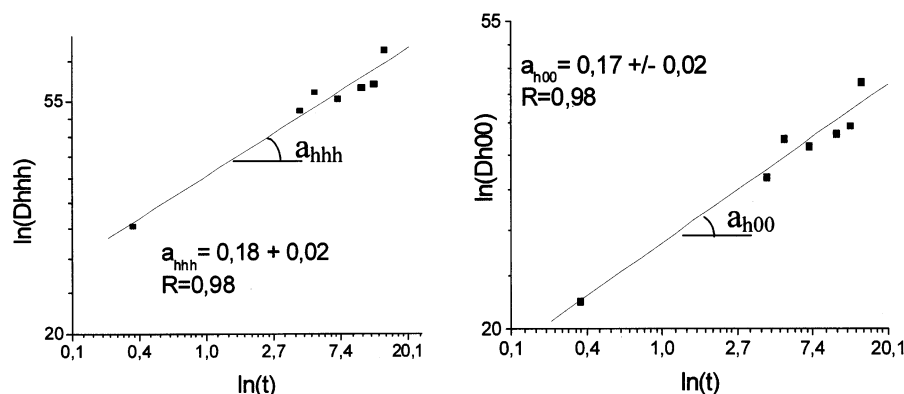 ln(Dhhh)
55
20
a_hhh
a_hhh = 0,18 + 0,02
R=0,98
0,1 0,4 1,0 2,7 7,4 20,1
ln(t)
ln(Dh00)
55
20
a_h00 = 0,17 +/- 0,02
R=0,98
a_h00
0,1 0,4 1,0 2,7 7,4 20,1
ln(t)